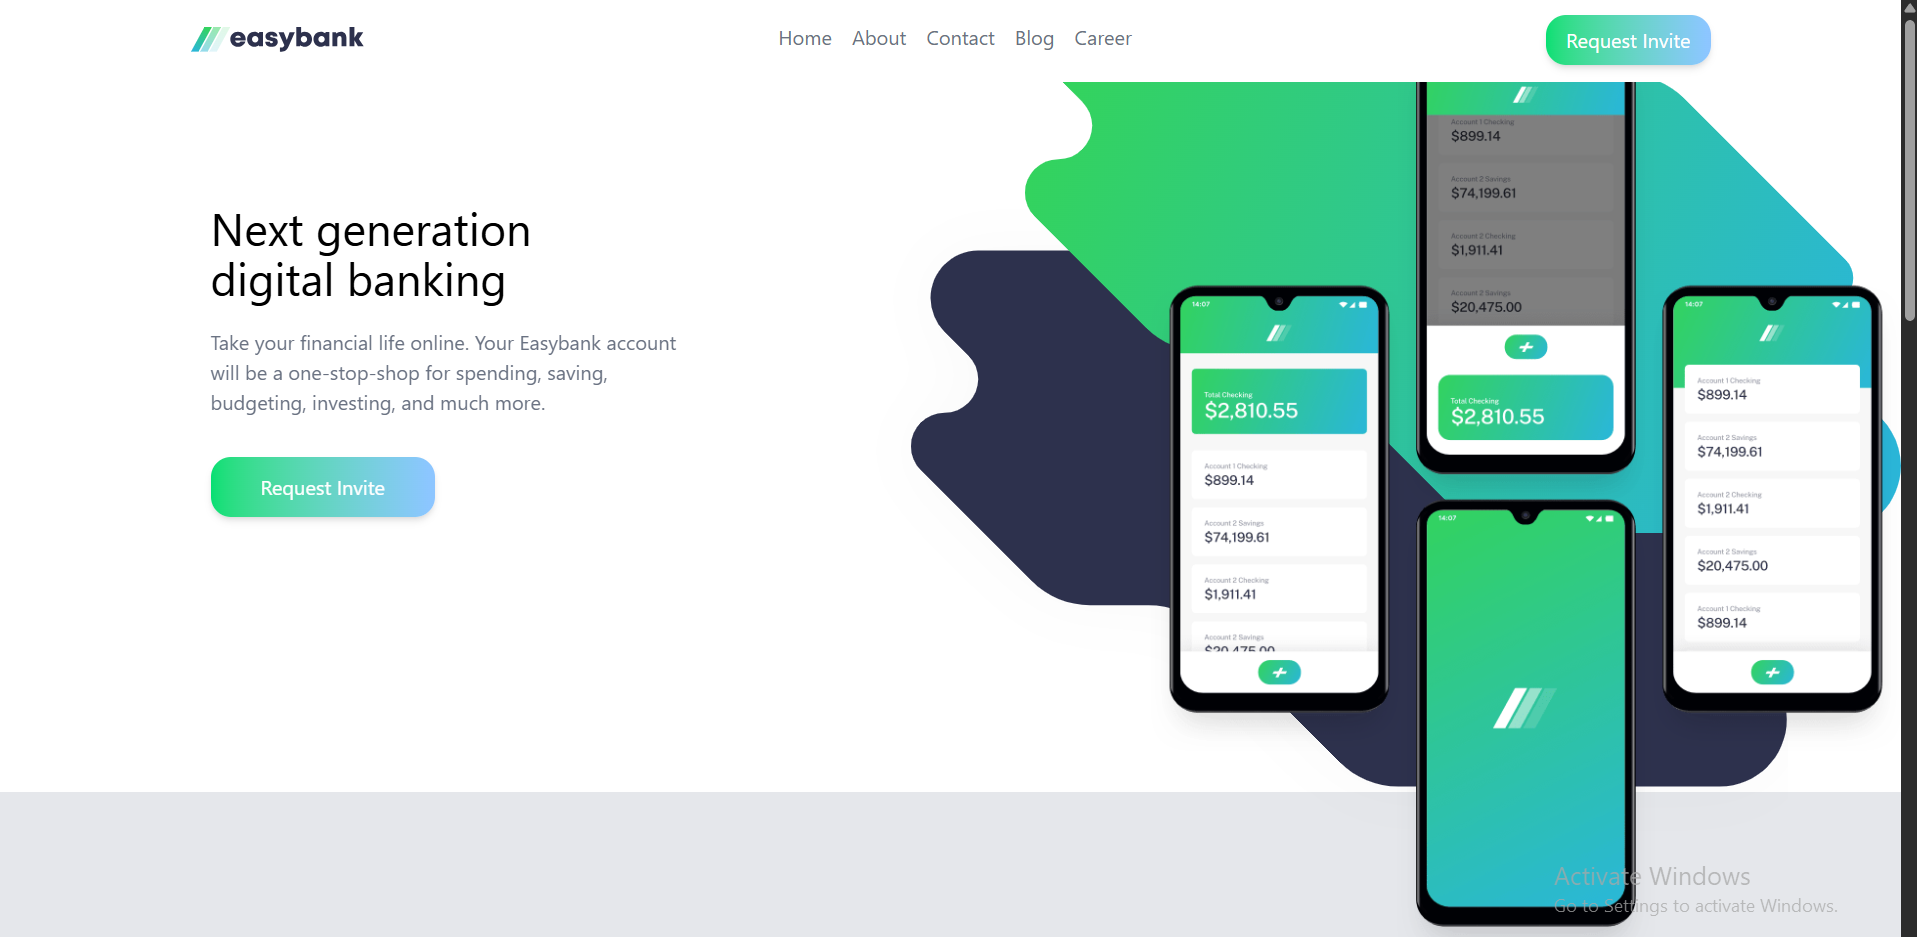 easybank
Home About Contact Blog Career
Request Invite
Next generation
digital banking
Take your financial life online. Your Easybank account
will be a one-stop-shop for spending, saving,
budgeting, investing, and much more.
Request Invite
Account 1 Checking
$899.14
Account 2 Savings
$74,199.61
Account 2 Checking
$1,911.41
Account 2 Savings
$20,475.00
Total Checking
$2,810.55
14:07
Total Checking
$2,810.55
Account 1 Checking
$899.14
Account 2 Savings
$74,199.61
Account 2 Checking
$1,911.41
Account 2 Savings
$20,475.00
14:07
Account 1 Checking
$899.14
Account 2 Savings
$74,199.61
Account 2 Checking
$1,911.41
Account 2 Savings
$20,475.00
Account 1 Checking
$899.14
14:07
Activate Windows
Go to Settings to activate Windows.